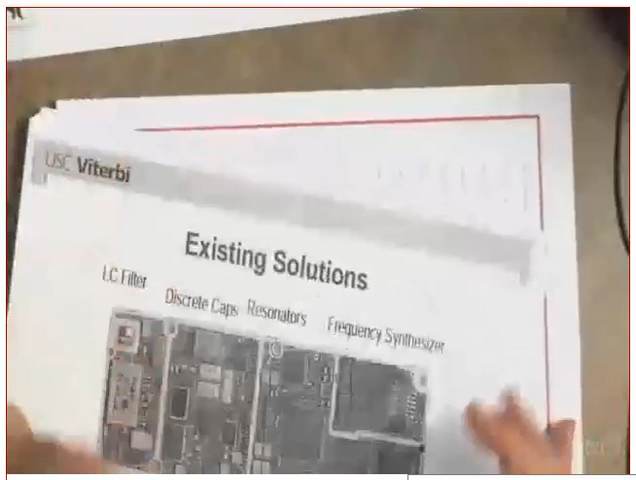 USC Viterbi
Existing Solutions
LC Filter
Discrete Caps Resonators
Frequency Synthesizer